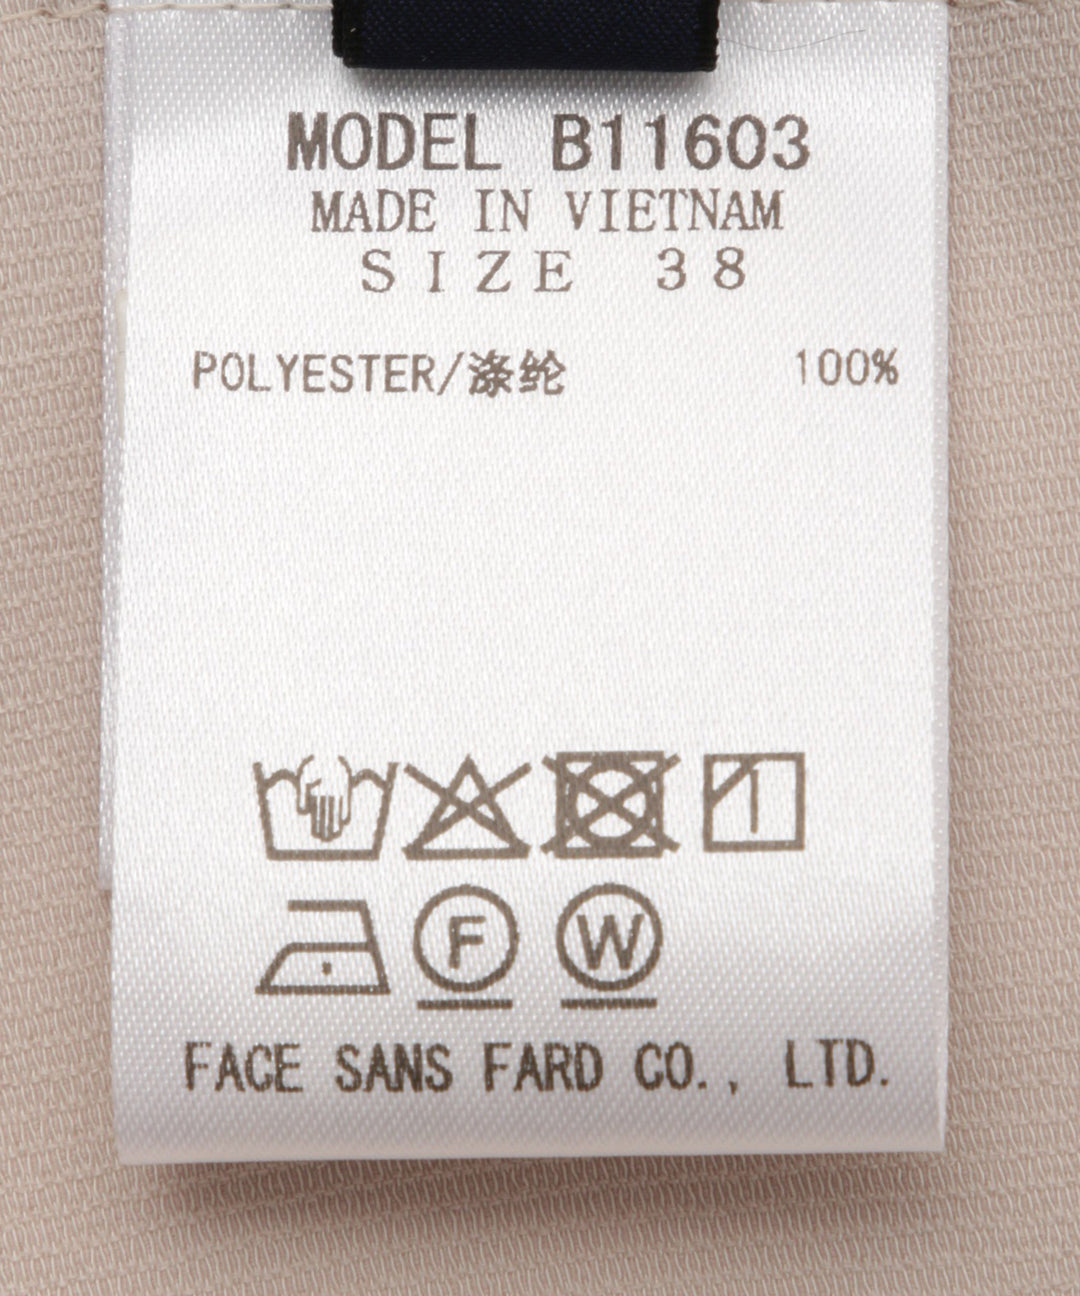 MODEL B11603
MADE IN VIETNAM
SIZE 38
POLYESTER/涤纶 100%
F W
FACE SANS FARD CO., LTD.